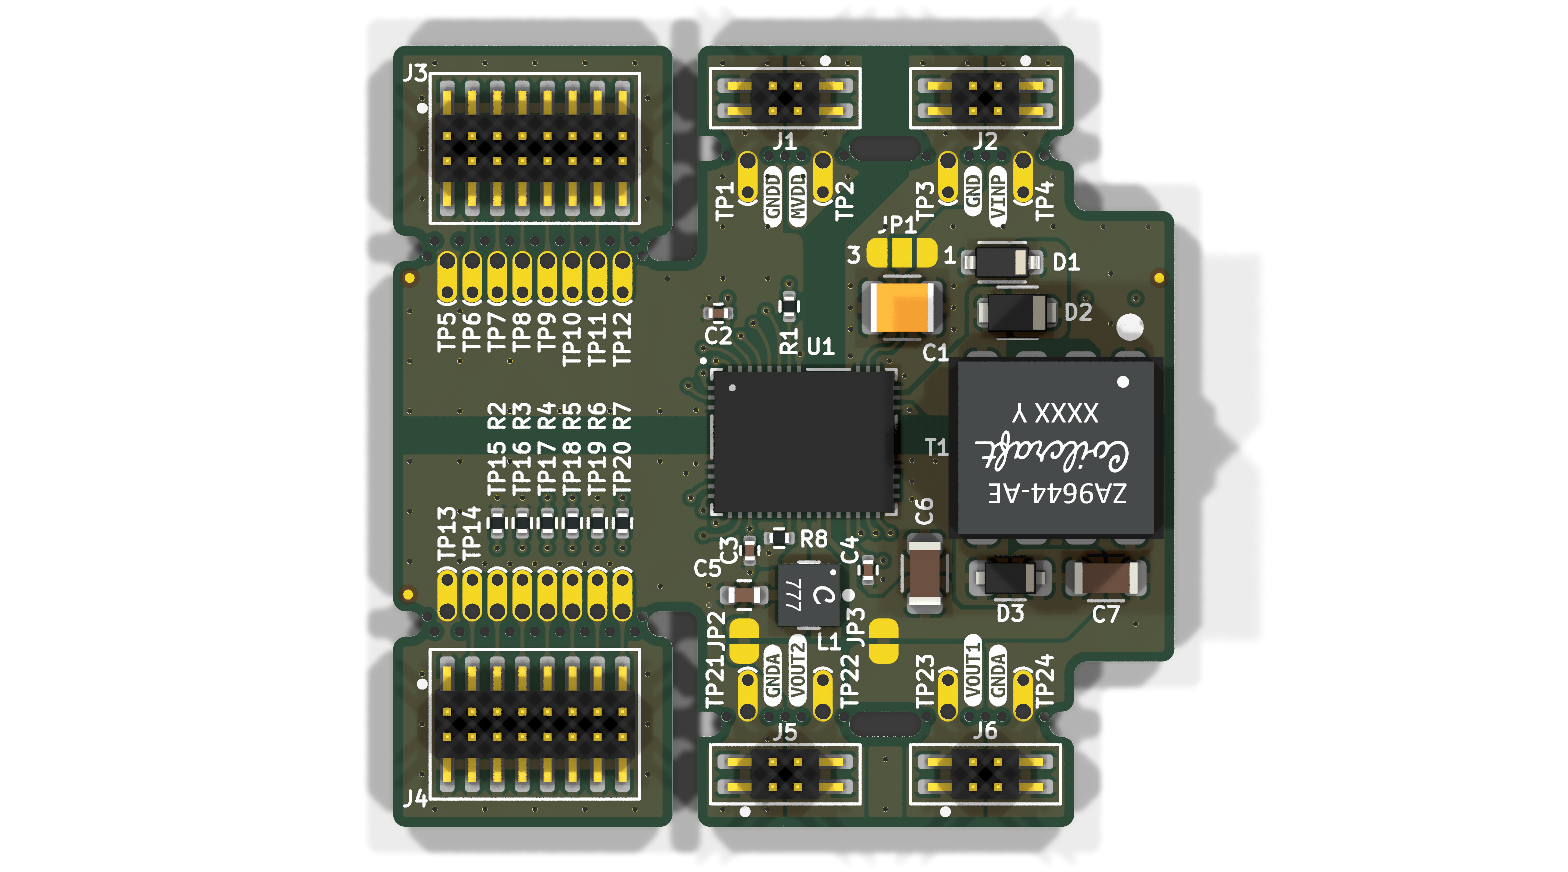 J3
J1
J2
TP1
GNDD
MVDD
TP2
TP3
GND
VINP
TP4
JP1
3
1
D1
D2
TP5
TP6
TP7
TP8
TP9
TP10
TP11
TP12
C2
R1
U1
C1
TP15 R2
TP16 R3
TP17 R4
TP18 R5
TP19 R6
TP20 R7
T1
XXXX Y
Coilcraft
ZA9644-AE
TP13
TP14
C3
R8
C4
C6
C5
C
777
L1
D3
C7
JP2
JP3
TP21
GNDA
VOUT2
TP22
TP23
VOUT1
GNDA
TP24
J5
J6
J4